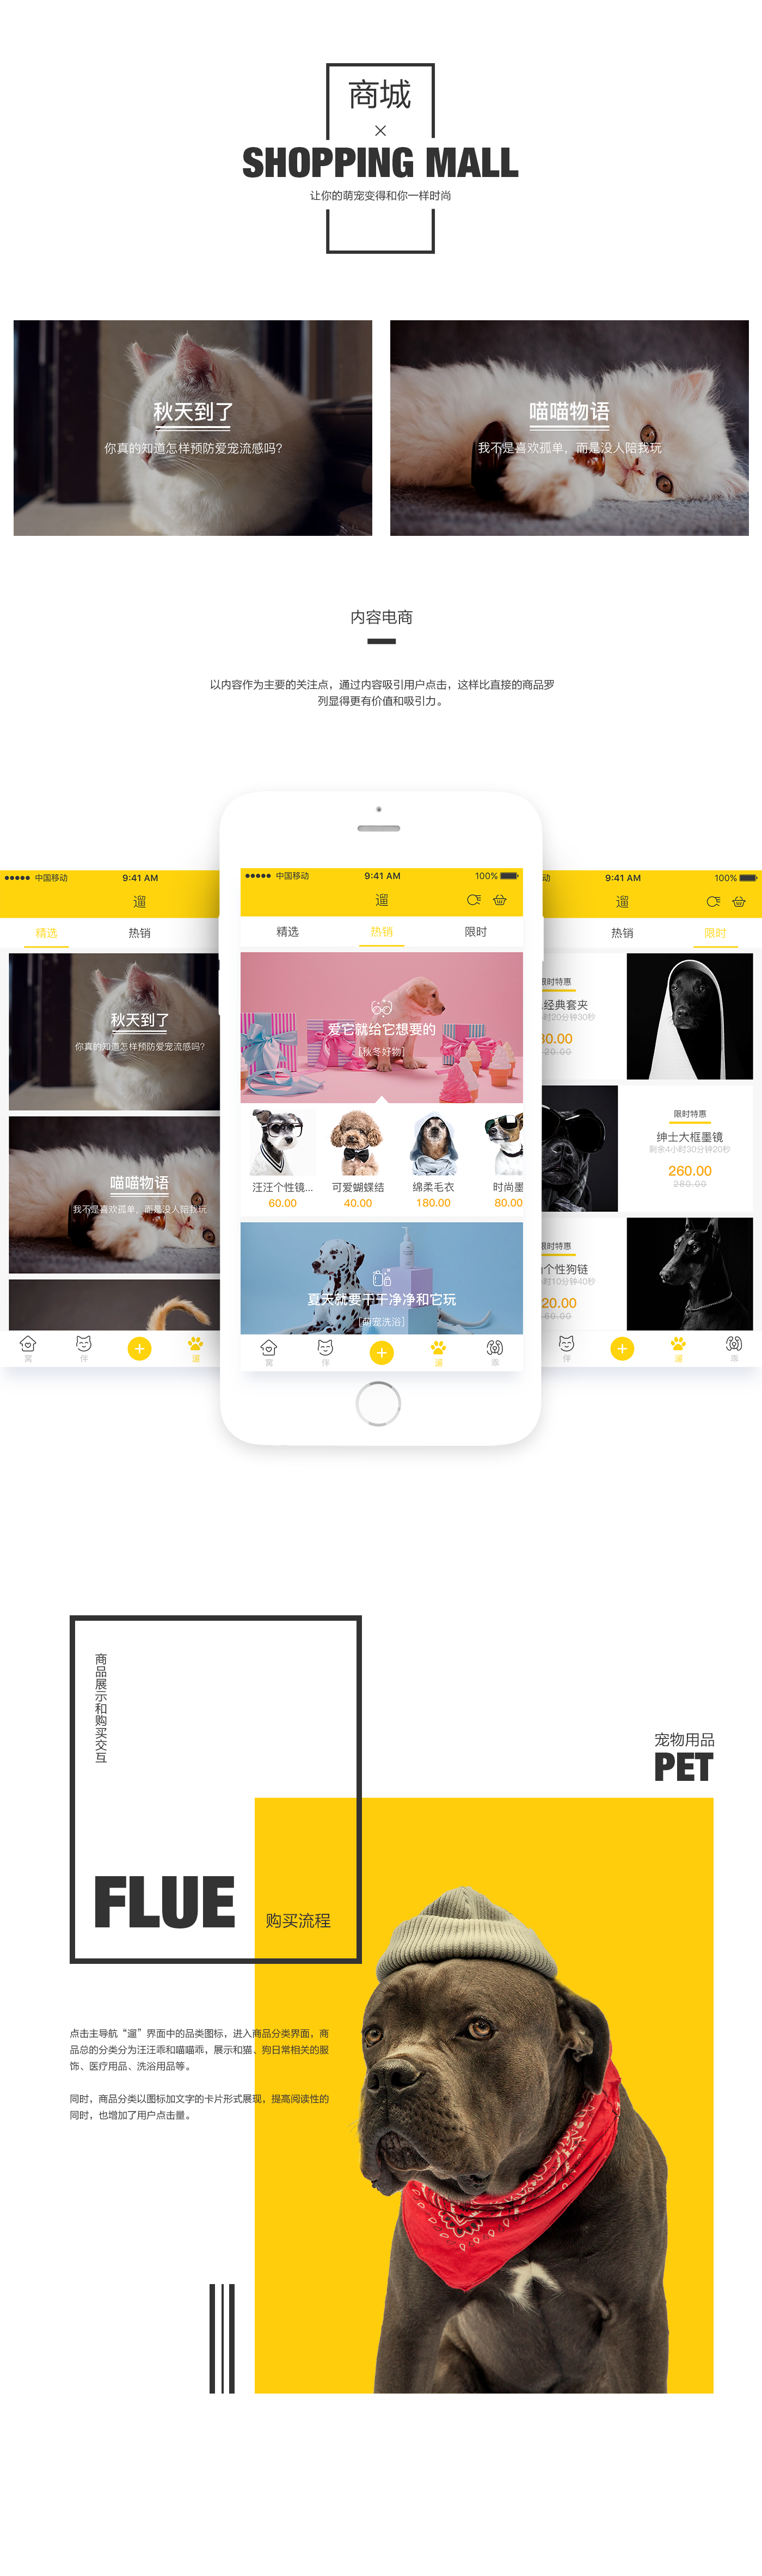 商城
×
SHOPPING MALL
让你的萌宠变得和你一样时尚
秋天到了
你真的知道怎样预防爱宠流感吗?
喵喵物语
我不是喜欢孤单，而是没人陪我玩
内容电商
以内容作为主要的关注点，通过内容吸引用户点击，这样比直接的商品罗
列显得更有价值和吸引力。
中国移动 9:41 AM
遛
精选 热销
秋天到了
你真的知道怎样预防爱宠流感吗?
喵喵物语
我不是喜欢孤单，而是没人陪我玩
窝 伴 遛
中国移动 9:41 AM 100%
遛
精选 热销 限时
爱它就给它想要的
[秋冬好物]
汪汪个性镜... 可爱蝴蝶结 绵柔毛衣 时尚墨
60.00 40.00 180.00 80.00
夏天就要干干净净和它玩
[萌宠洗浴]
窝 伴 遛 乖
动 9:41 AM 100%
遛
热销 限时
限时特惠
经典套夹
时20分钟30秒
30.00
20.00
限时特惠
绅士大框墨镜
剩余4小时30分钟20秒
260.00
280.00
限时特惠
个性狗链
时10分钟40秒
20.00
60.00
伴 遛 乖
商品展示和购买交互
FLUE 购买流程
宠物用品
PET
点击主导航“遛”界面中的品类图标，进入商品分类界面，商
品总的分类分为汪汪乖和喵喵乖，展示和猫、狗日常相关的服
饰、医疗用品、洗浴用品等。
同时，商品分类以图标加文字的卡片形式展现，提高阅读性的
同时，也增加了用户点击量。